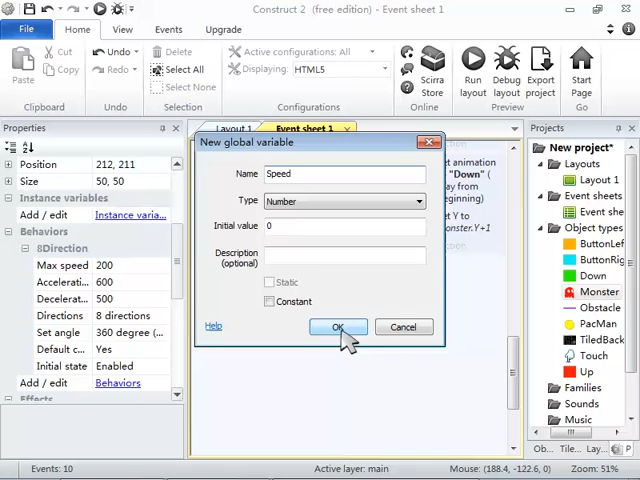 Construct 2 (free edition) - Event sheet 1
File
Home
View
Events
Upgrade
Paste
Cut
Copy
Clipboard
Undo
Redo
Undo
Delete
Select All
Select None
Selection
Active configurations: All
Displaying: HTML5
Configurations
Scirra Store
Online
Run layout
Debug layout
Export project
Preview
Start Page
Go
Properties
Position 212, 211
Size 50, 50
Instance variables
Add / edit Instance varia...
Behaviors
8Direction
Max speed 200
Accelerati... 600
Decelerat... 500
Directions 8 directions
Set angle 360 degree (...
Default c... Yes
Initial state Enabled
Add / edit Behaviors
Effects
Layout 1
Event sheet 1
New global variable
Name Speed
Type Number
Initial value 0
Description (optional)
Static
Constant
Help
OK
Cancel
et animation
"Down" (
ay from
eginning)
et Y to
onster.Y+1
Projects
New project*
Layouts
Layout 1
Event sheets
Event she
Object types
ButtonLef
ButtonRig
Down
Monster
Obstacle
PacMan
TiledBack
Touch
Up
Families
Sounds
Music
Ob... Til... Lay... P
Events: 10
Active layer: main
Mouse: (188.4, -122.6, 0)
Zoom: 51%